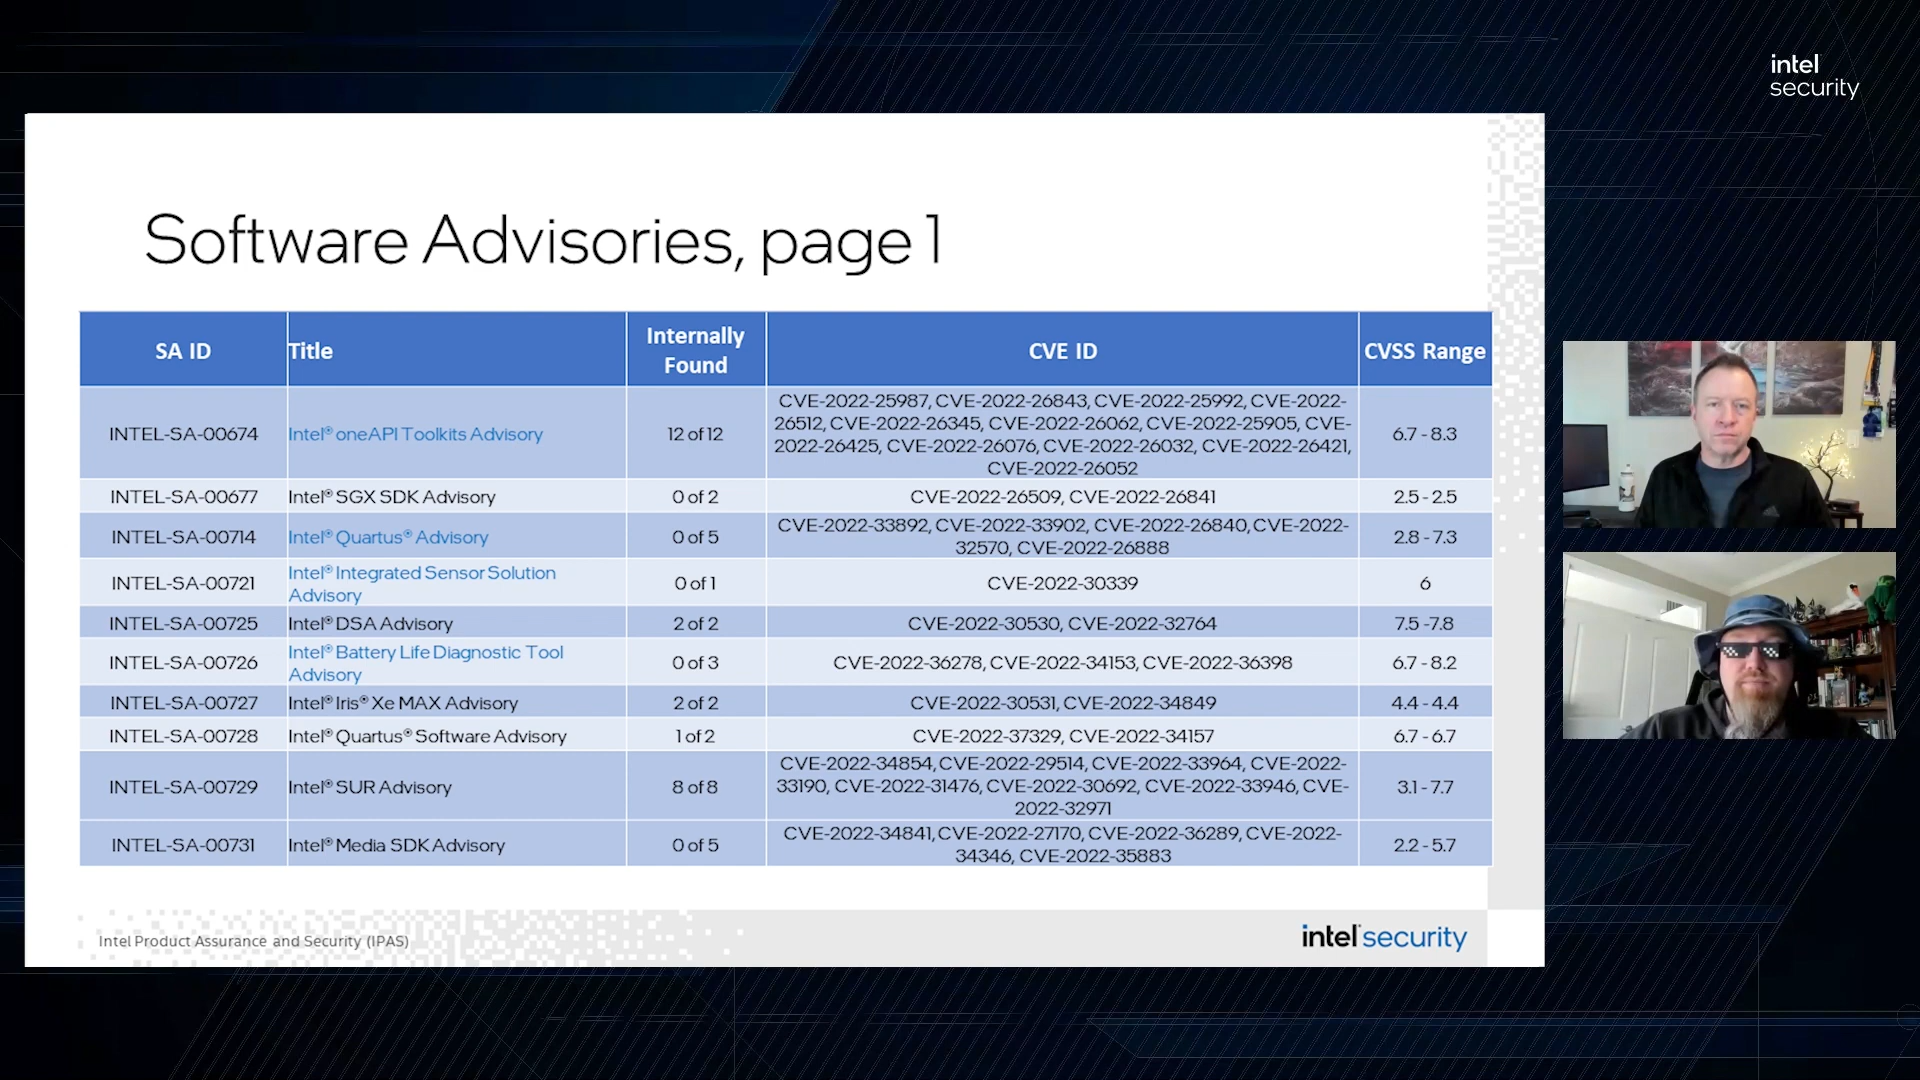 intel
security
Software Advisories, page 1
SA ID
Title
Internally
Found
CVE ID
CVSS Range
INTEL-SA-00674
Intel® oneAPI Toolkits Advisory
12 of 12
CVE-2022-25987, CVE-2022-26843, CVE-2022-25992, CVE-2022-
26512, CVE-2022-26345, CVE-2022-26062, CVE-2022-25905, CVE-
2022-26425, CVE-2022-26076, CVE-2022-26032, CVE-2022-26421,
CVE-2022-26052
6.7 - 8.3
INTEL-SA-00677
Intel® SGX SDK Advisory
0 of 2
CVE-2022-26509, CVE-2022-26841
2.5 - 2.5
INTEL-SA-00714
Intel® Quartus® Advisory
0 of 5
CVE-2022-33892, CVE-2022-33902, CVE-2022-26840, CVE-2022-
32570, CVE-2022-26888
2.8 - 7.3
INTEL-SA-00721
Intel® Integrated Sensor Solution
Advisory
0 of 1
CVE-2022-30339
6
INTEL-SA-00725
Intel® DSA Advisory
2 of 2
CVE-2022-30530, CVE-2022-32764
7.5 -7.8
INTEL-SA-00726
Intel® Battery Life Diagnostic Tool
Advisory
0 of 3
CVE-2022-36278, CVE-2022-34153, CVE-2022-36398
6.7 - 8.2
INTEL-SA-00727
Intel® Iris® Xe MAX Advisory
2 of 2
CVE-2022-30531, CVE-2022-34849
4.4 - 4.4
INTEL-SA-00728
Intel® Quartus® Software Advisory
1 of 2
CVE-2022-37329, CVE-2022-34157
6.7 - 6.7
INTEL-SA-00729
Intel® SUR Advisory
8 of 8
CVE-2022-34854, CVE-2022-29514, CVE-2022-33964, CVE-2022-
33190, CVE-2022-31476, CVE-2022-30692, CVE-2022-33946, CVE-
2022-32971
3.1 - 7.7
INTEL-SA-00731
Intel® Media SDK Advisory
0 of 5
CVE-2022-34841, CVE-2022-27170, CVE-2022-36289, CVE-2022-
34346, CVE-2022-35883
2.2 - 5.7
Intel Product Assurance and Security (IPAS)
intel security